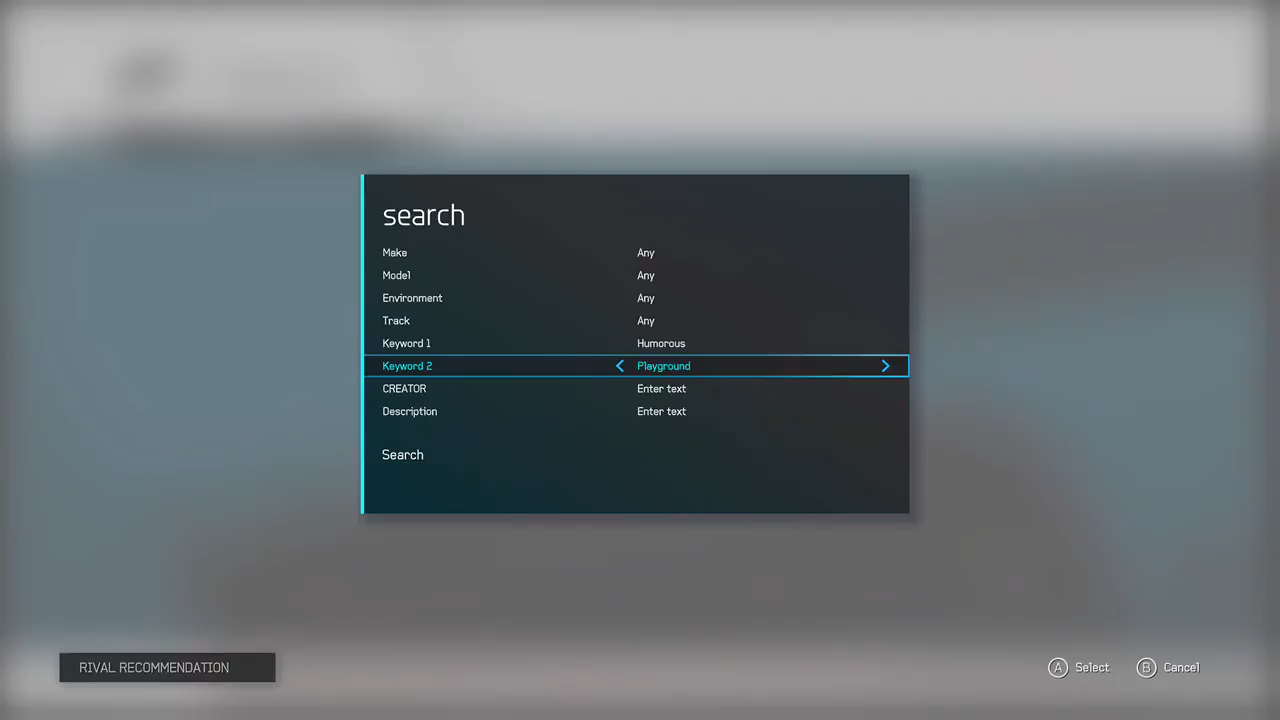 search
Make Any
Model Any
Environment Any
Track Any
Keyword 1 Humorous
Keyword 2 Playground
CREATOR Enter text
Description Enter text
Search
RIVAL RECOMMENDATION
A Select B Cancel